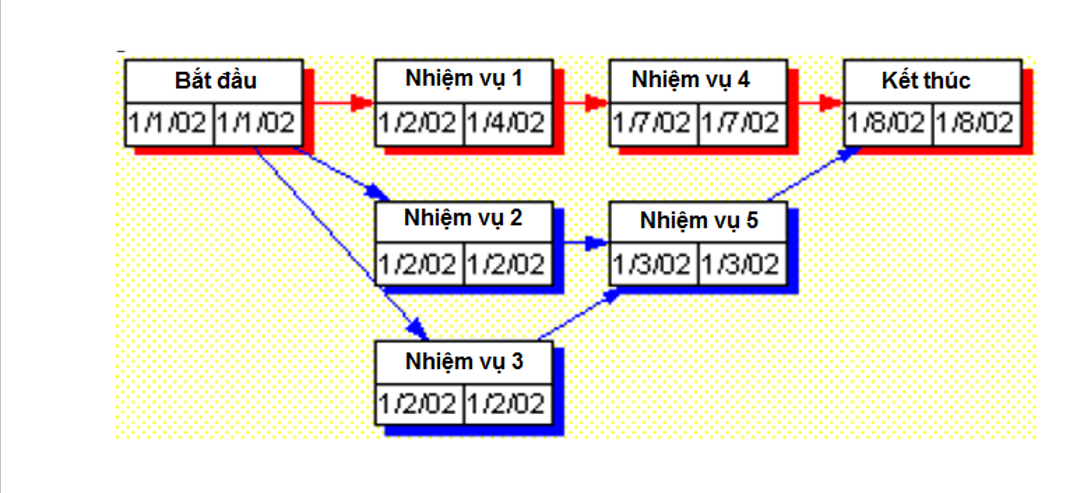 Bắt đầu
1/1/02 1/1/02
Nhiệm vụ 1
1/2/02 1/4/02
Nhiệm vụ 4
1/7/02 1/7/02
Kết thúc
1/8/02 1/8/02
Nhiệm vụ 2
1/2/02 1/2/02
Nhiệm vụ 5
1/3/02 1/3/02
Nhiệm vụ 3
1/2/02 1/2/02